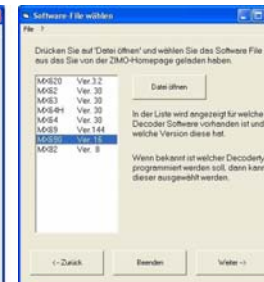 Software File wählen
File ?
Drücken Sie auf 'Datei öffnen' und wählen Sie das Software File
aus das Sie von der ZIMO-Homepage geladen haben.
MX620 Ver.3.2
MX62 Ver. 30
MX63 Ver. 30
MX64H Ver. 30
MX64 Ver. 30
MX69 Ver.144
MX690 Ver. 16
MX82 Ver. 8
Datei öffnen
In der Liste wird angezeigt für welche
Decoder Software vorhanden ist und
welche Version diese hat.
Wenn bekannt ist welcher Decoderty
programmiert werden soll, dann kann
dieser ausgewählt werden.
<- Zurück Beenden Weiter ->